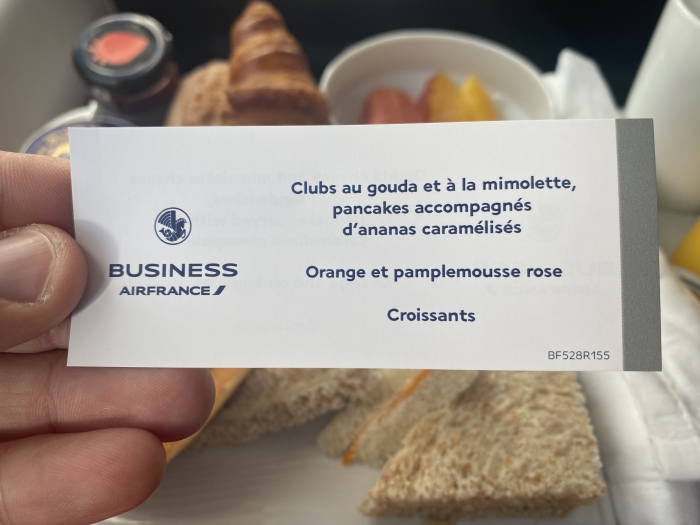 Clubs au gouda et à la mimolette,
pancakes accompagnés
d'ananas caramélisés
BUSINESS
AIRFRANCE
Orange et pamplemousse rose
Croissants
BF528R155